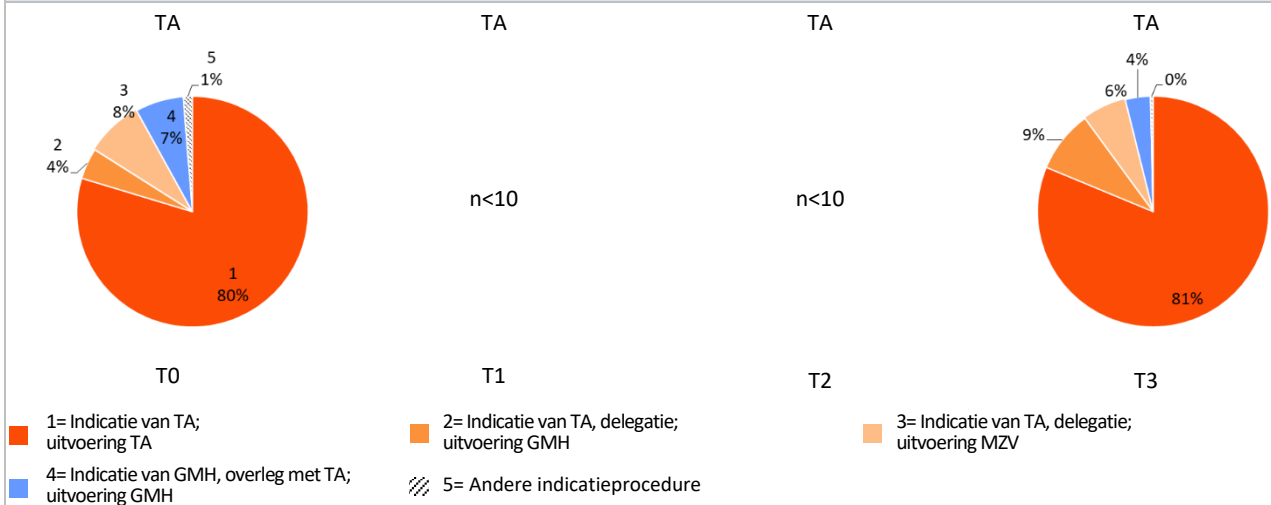 TA
TA
TA
TA
5
1%
3
8%
4
7%
2
4%
1
80%
n<10
n<10
4%
0%
6%
9%
81%
T0
T1
T2
T3
1= Indicatie van TA;
uitvoering TA
2= Indicatie van TA, delegatie;
uitvoering GMH
3= Indicatie van TA, delegatie;
uitvoering MZV
4= Indicatie van GMH, overleg met TA;
uitvoering GMH
5= Andere indicatieprocedure